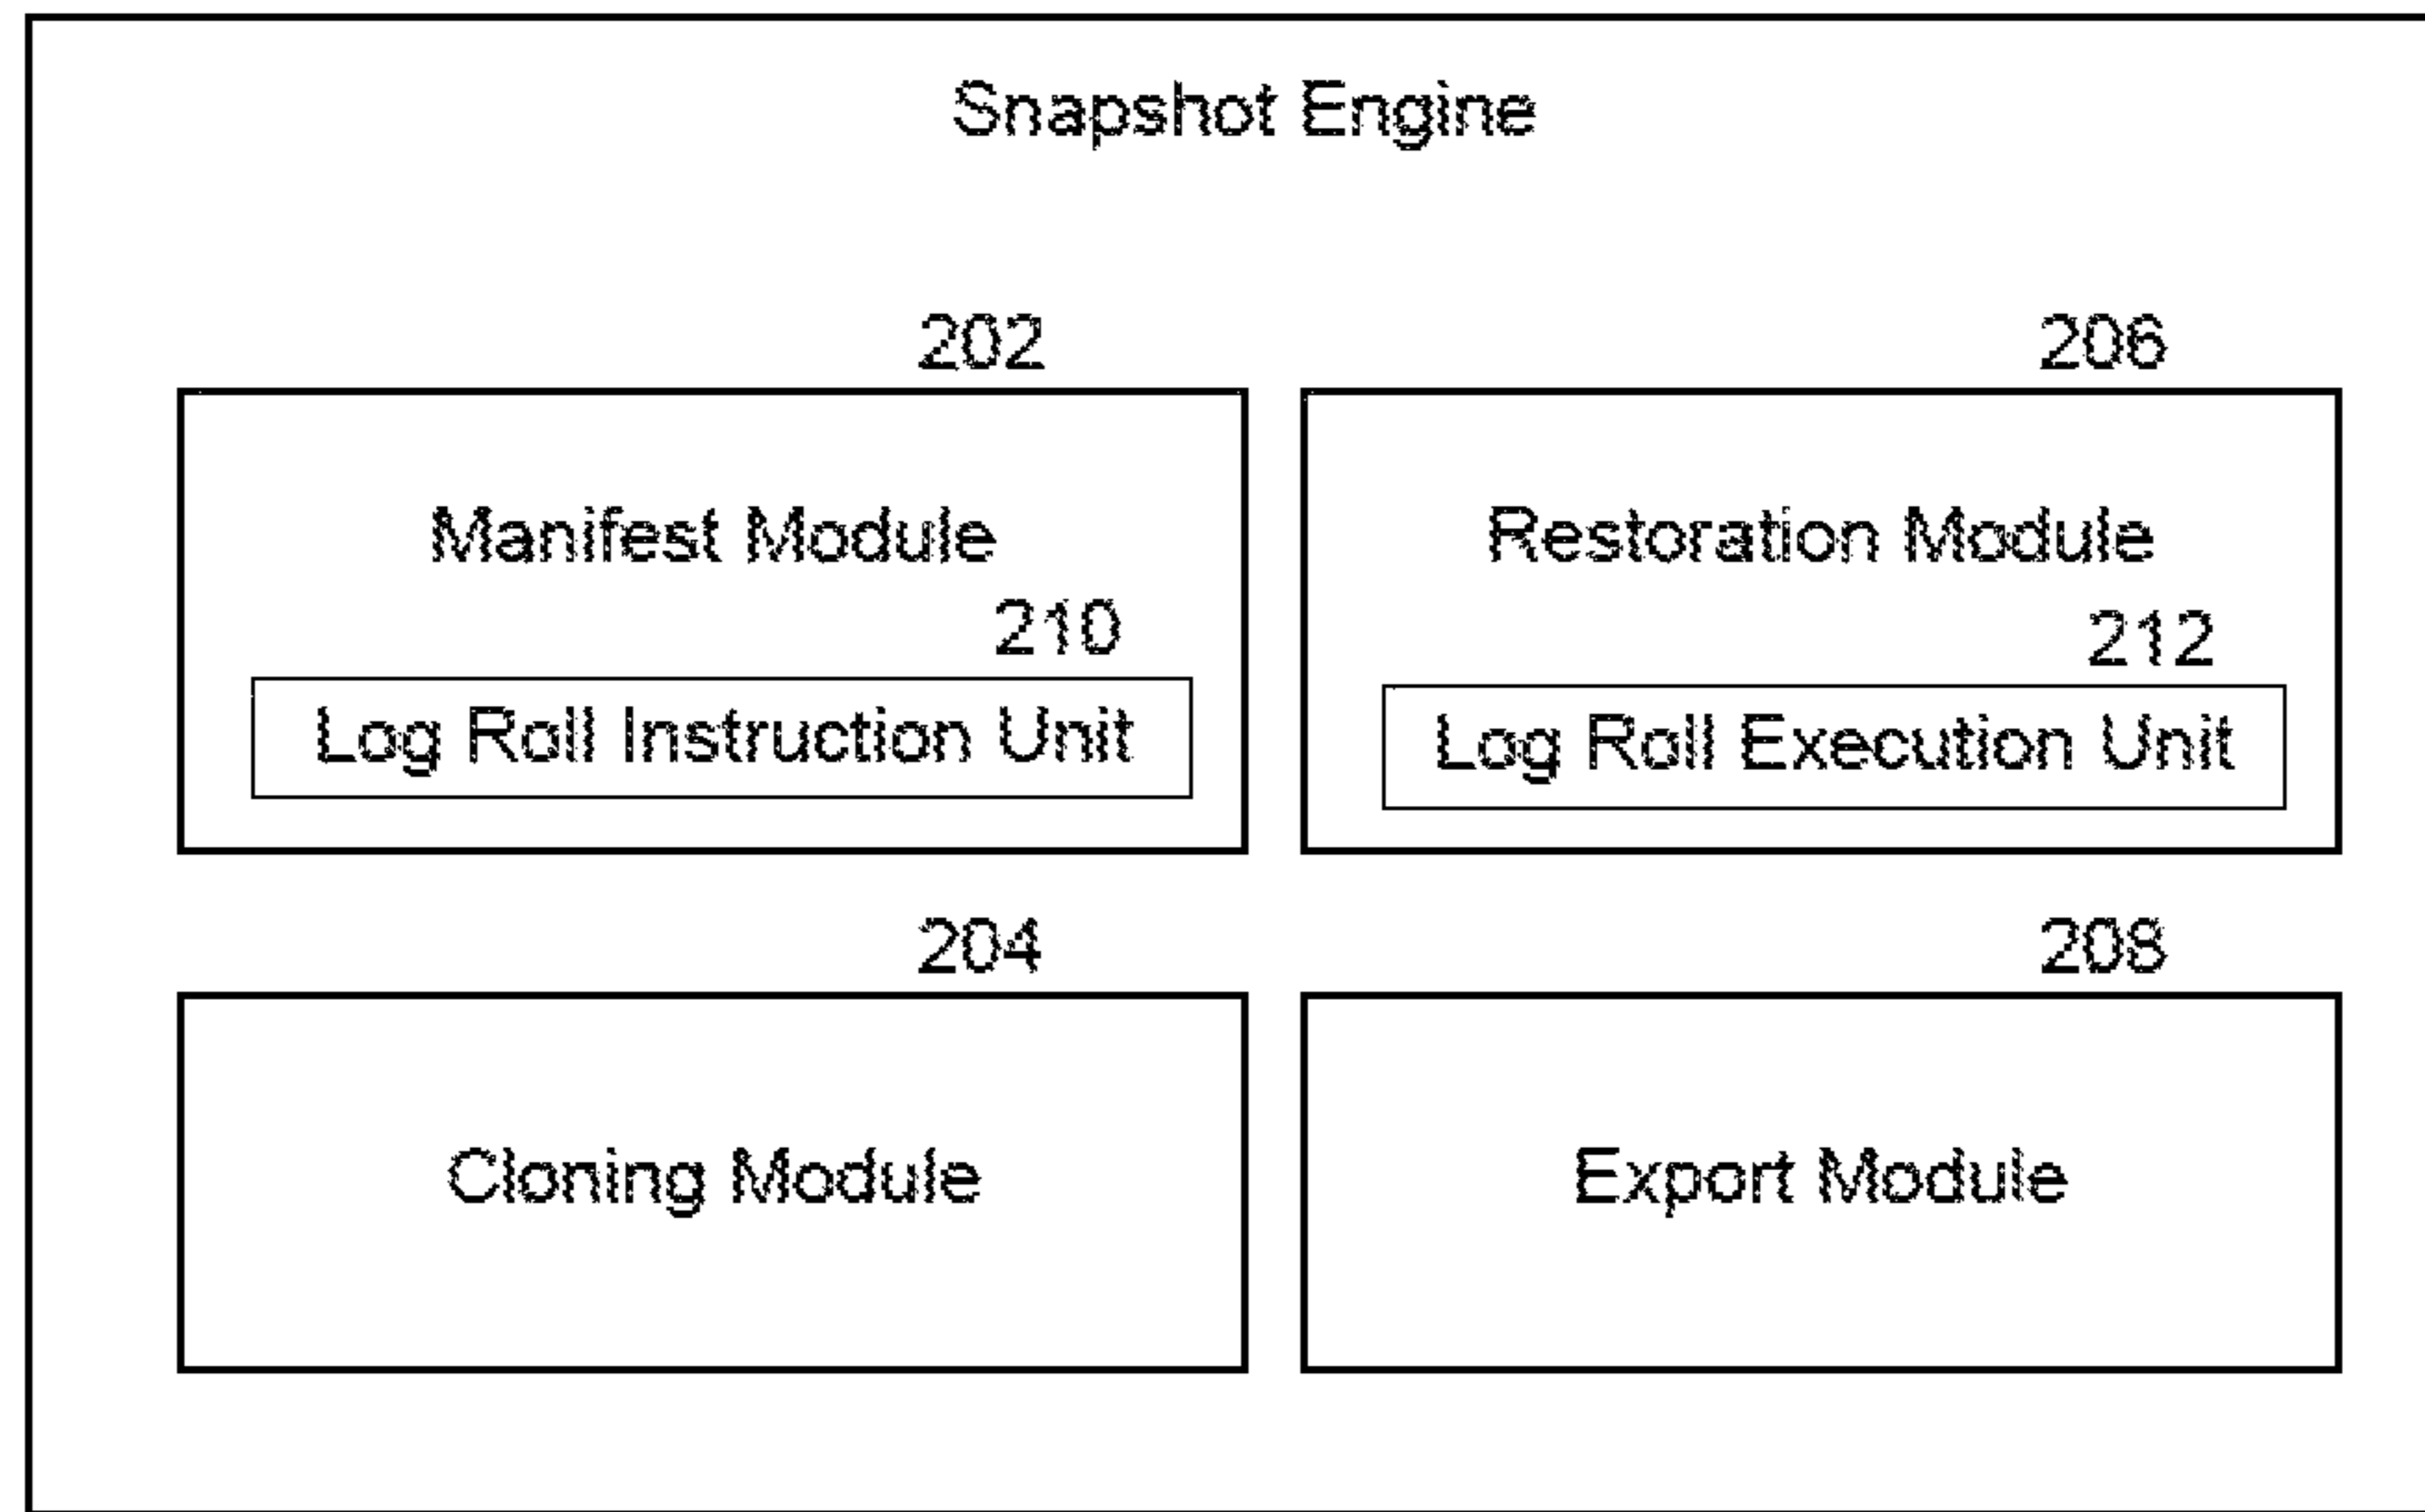 Snapshot Engine
202
206
Manifest Module
Restoration Module
210
212
Log Roll Instruction Unit
Log Roll Execution Unit
204
208
Cloning Module
Export Module